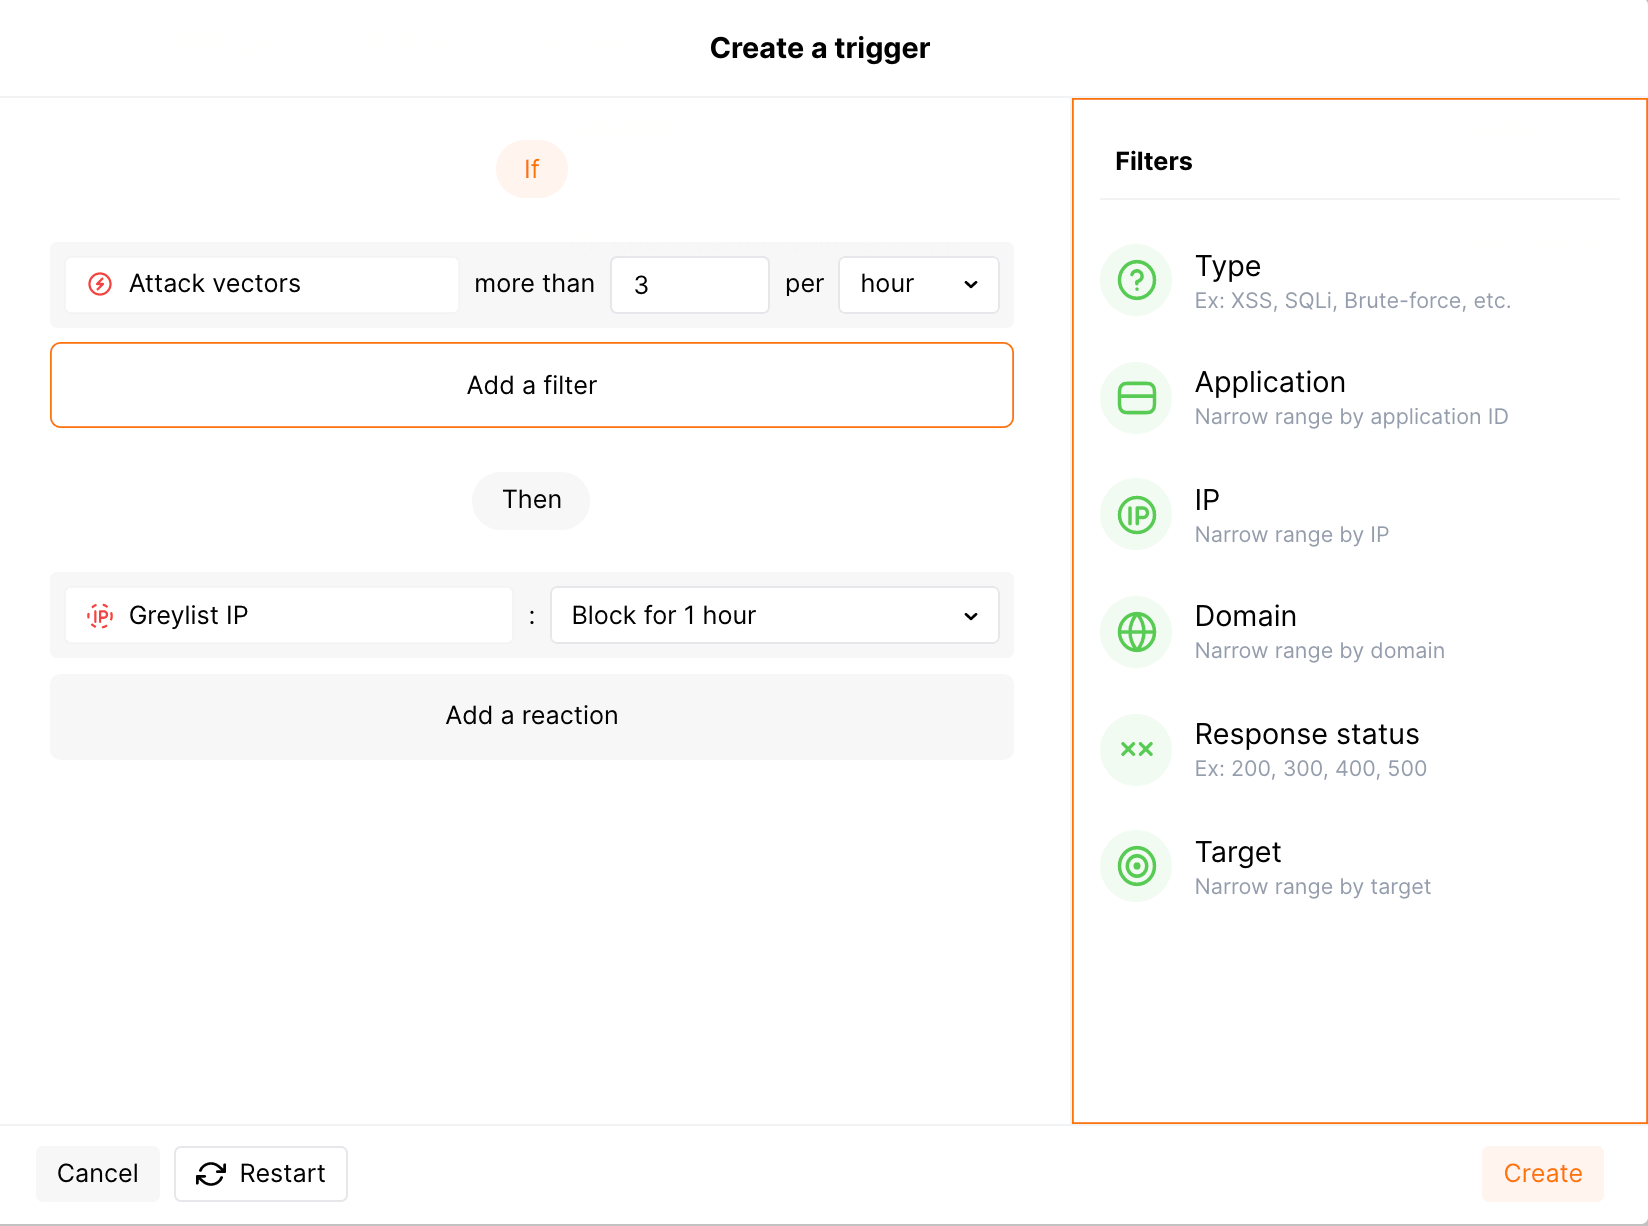 Create a trigger
If
Attack vectors more than 3 per hour
Add a filter
Then
Greylist IP : Block for 1 hour
Add a reaction
Filters
Type
Ex: XSS, SQLi, Brute-force, etc.
Application
Narrow range by application ID
IP
IP
Narrow range by IP
Domain
Narrow range by domain
Response status
Ex: 200, 300, 400, 500
Target
Narrow range by target
Cancel
Restart
Create